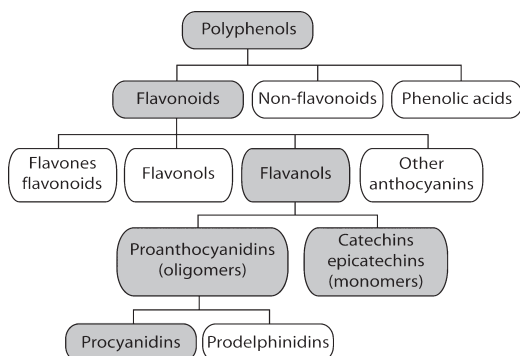 Polyphenols
Flavonoids
Non-flavonoids
Phenolic acids
Flavones
flavonoids
Flavonols
Flavanols
Other
anthocyanins
Proanthocyanidins
(oligomers)
Catechins
epicatechins
(monomers)
Procyanidins
Prodelphinidins